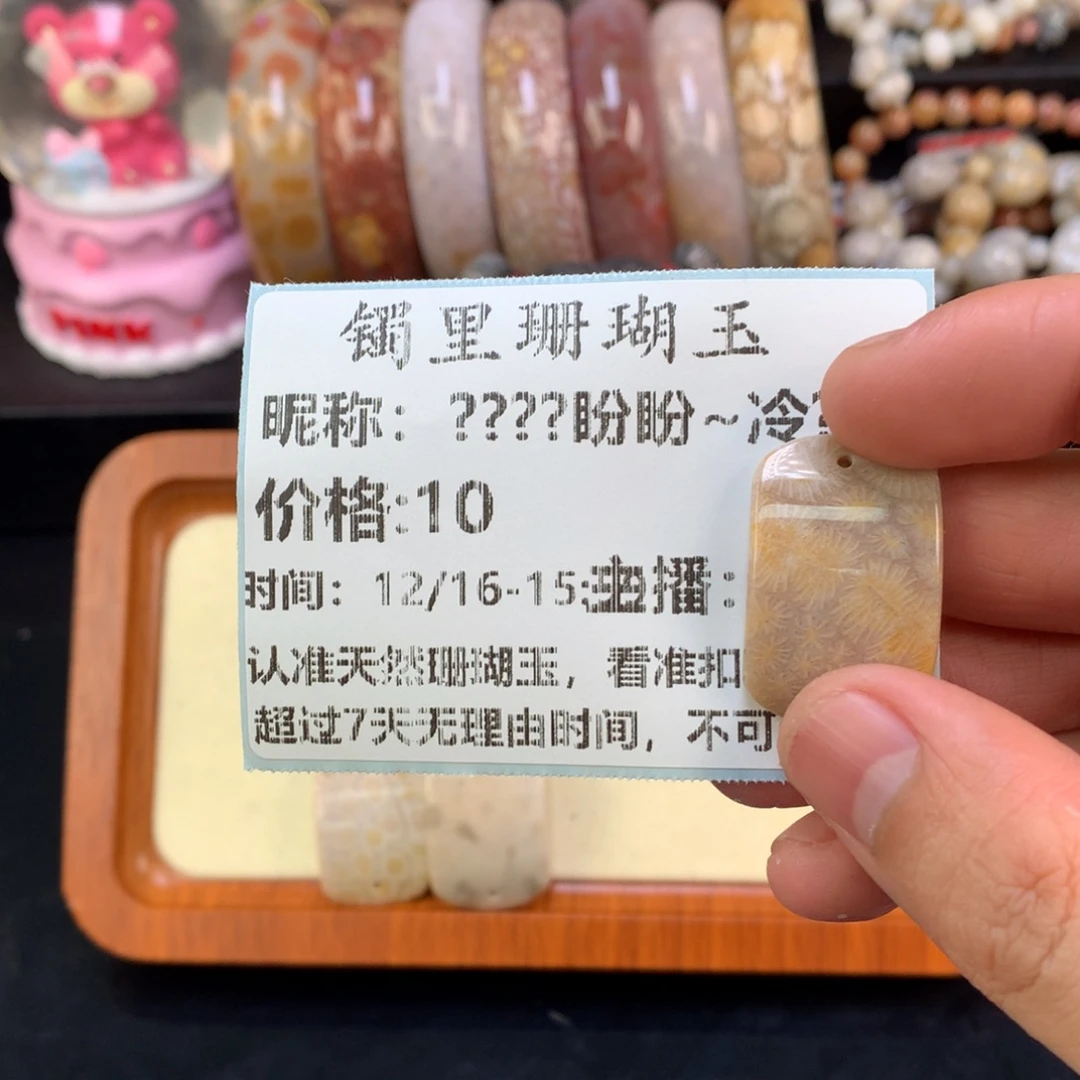 镯里珊瑚玉
昵称：????盼盼~冷
价格:10
时间：12/16-15:
主播：
认准天然珊瑚玉，看准扣
超过7天无理由时间，不可
PINK